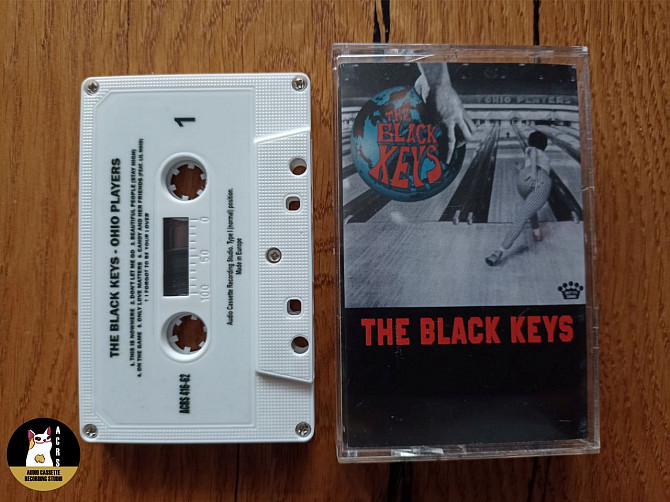 THE BLACK KEYS - OHIO PLAYERS
1. THIS IS NOWHERE 2. DON'T LET ME GO 3. BEAUTIFUL PEOPLE (STAY HIGH)
4. ON THE GAME 5. ONLY LOVE MATTERS 6. CANDY AND HER FRIENDS (FEAT. LIL NOID)
7. I FORGOT TO BE YOUR LOVER
1
0
50
100
Audio Cassette Recording Studio. Type I (normal) position.
Made in Europe
ACRS 416-62
OHIO PLAYERS
THE
BLACK
KEYS
THE BLACK KEYS
ACRS
AUDIO CASSETTE
RECORDING STUDIO